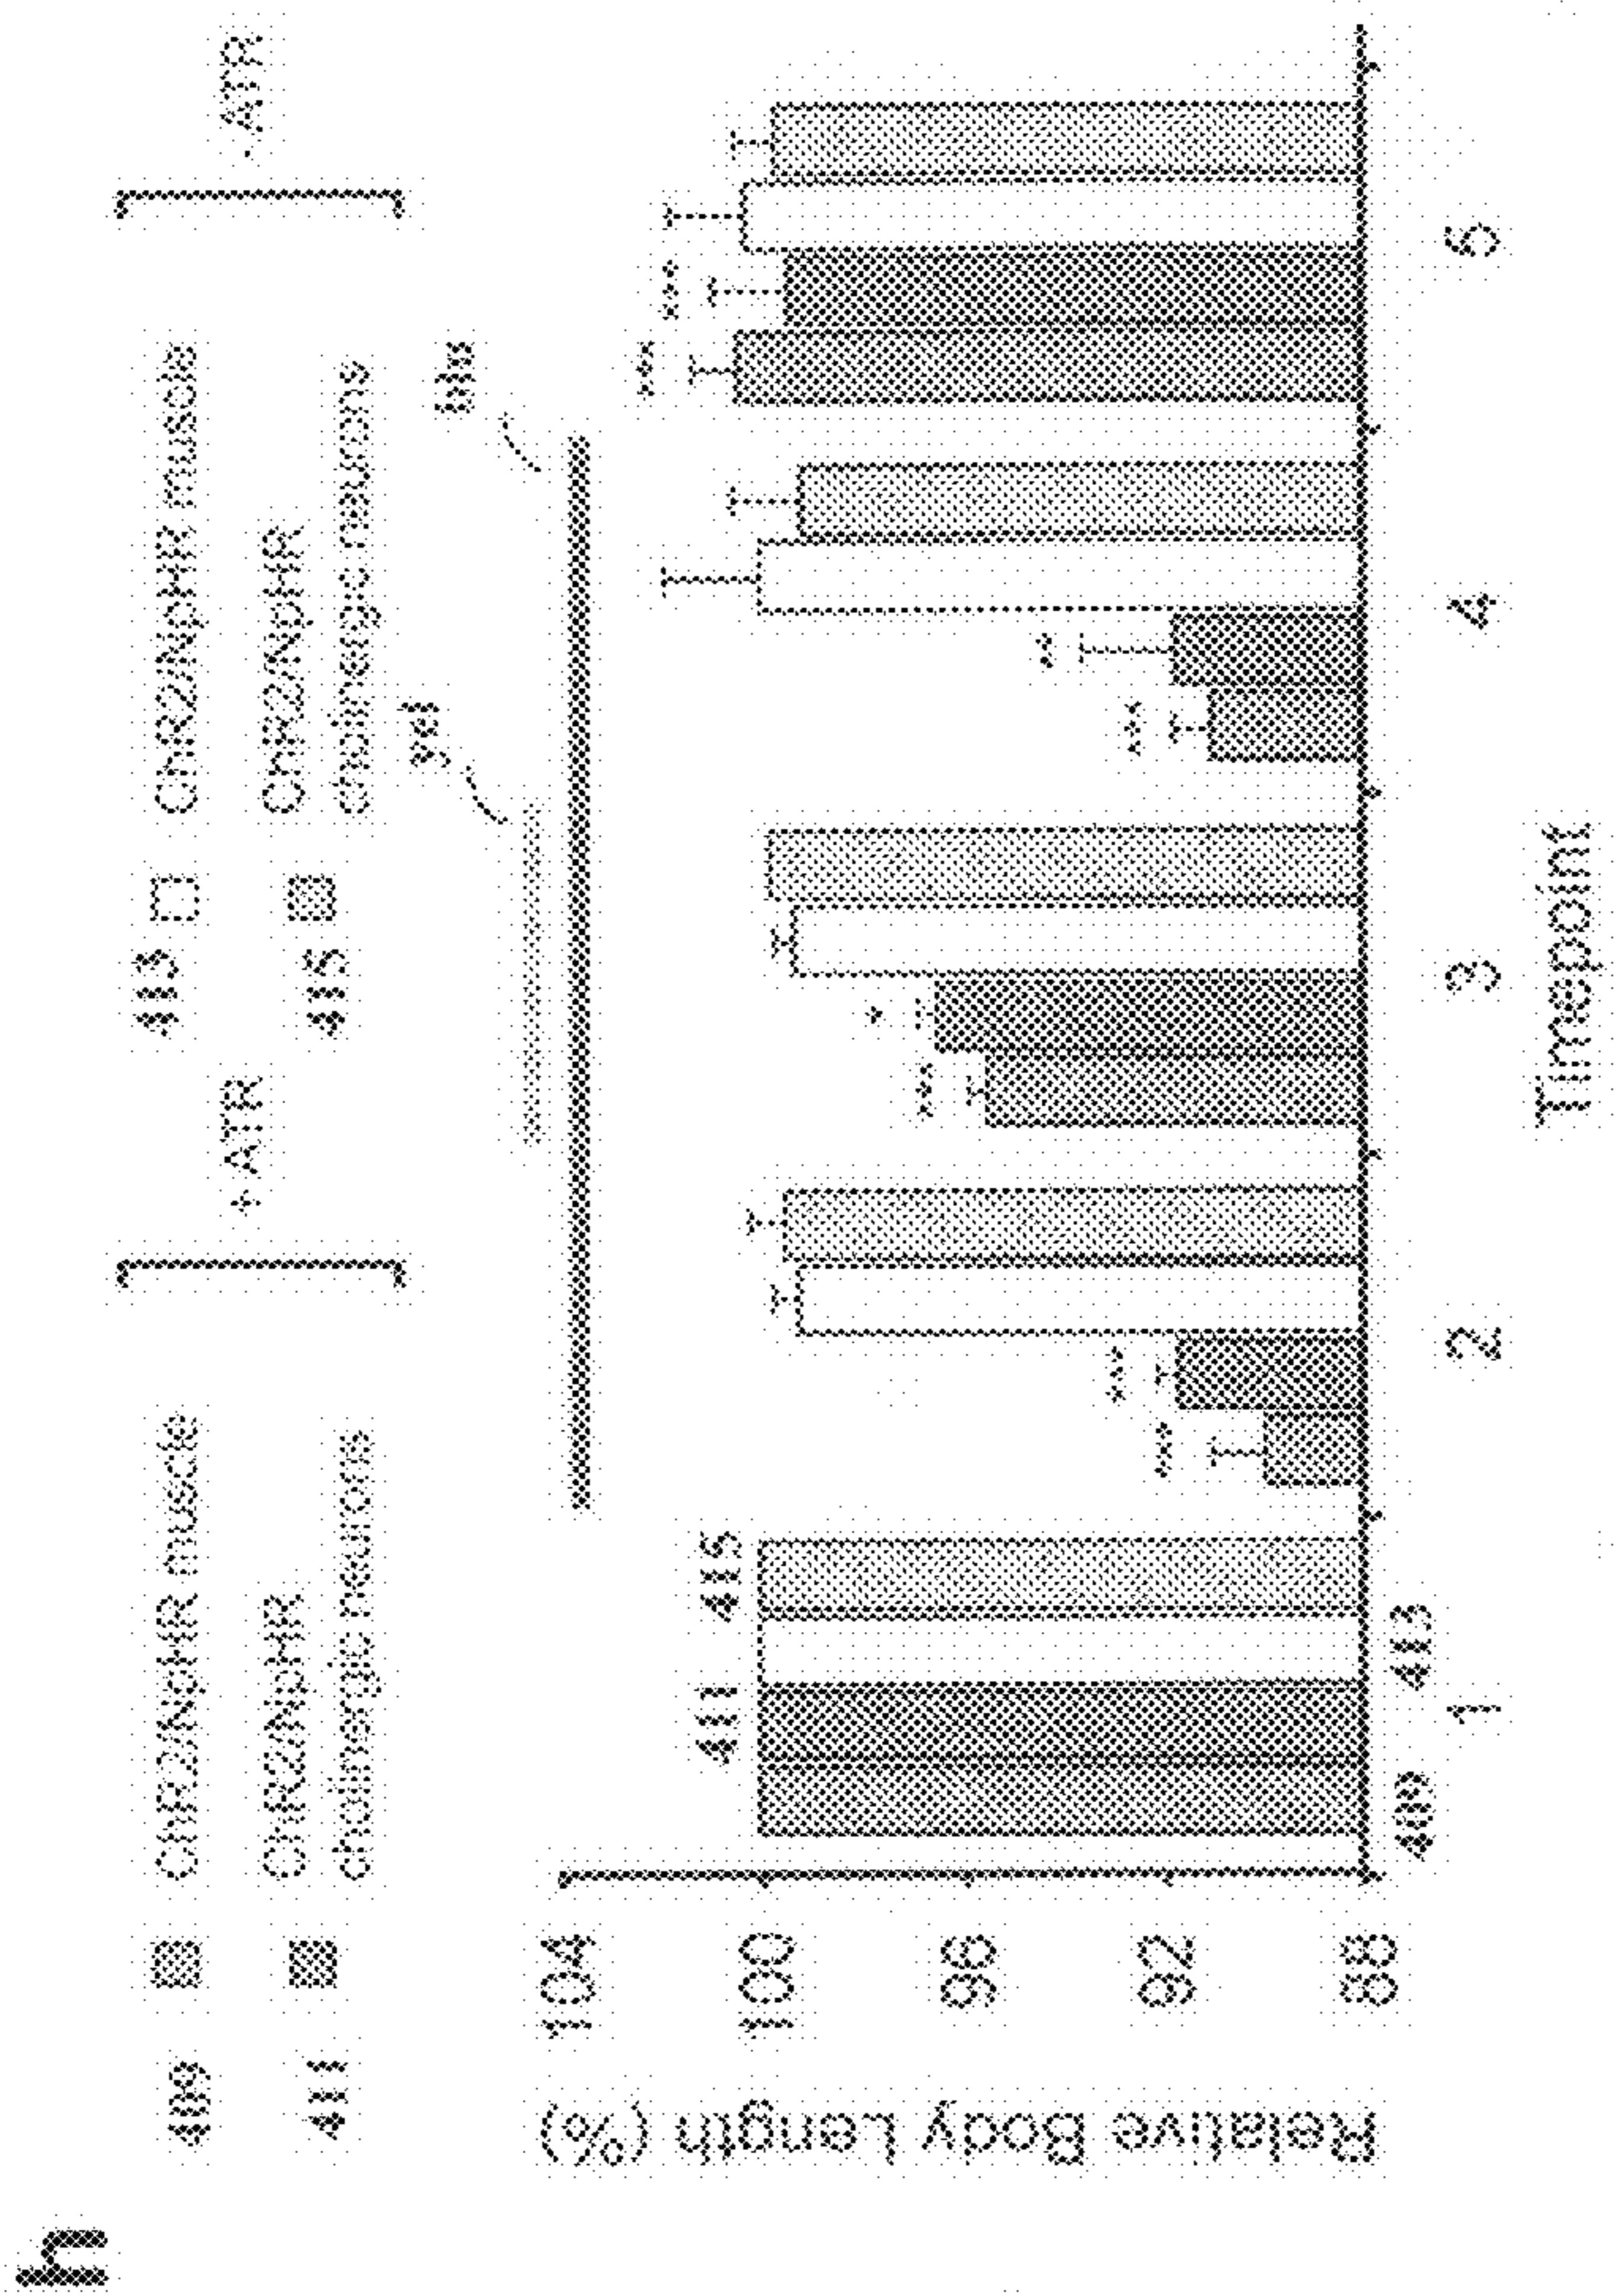 h
409 ChR2/NpHR muscle
411 ChR2/NpHR
cholinergic neurons
+ ATR
413 ChR2/NpHR muscle
415 ChR2/NpHR
cholinergic neurons
-ATR
yel
blu
Relative Body Length (%)
104
100
96
92
88
411
415
409
413
***
***
***
*
***
**
***
***
1
2
3
4
5
Timepoint